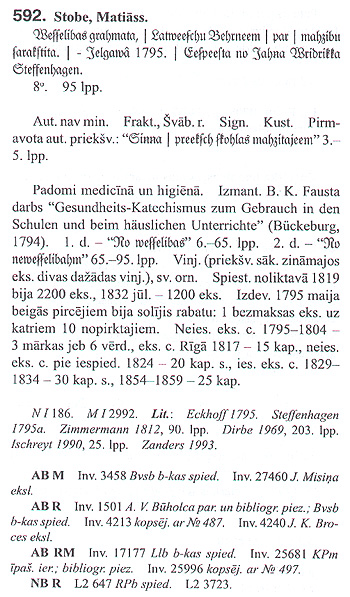 592. Stobe, Matiāss.
Weſſelibas grahmata, | Latweeſchu Behrneem | par | mahzibu
ſarakſtita. | - Jelgawâ 1795. | Eeſpeeſta no Jahna Wridrikka
Steffenhagen.
8º. 95 lpp.
Aut. nav min. Frakt., Šväb. r. Sign. Kust. Pirm-
avota aut. priekšv.: “Sinna | preekſch ſkohlas mahzitajeem” 3.–
5. lpp.
Padomi medicīnā un higiēnā. Izmant. B. K. Fausta
darbs “Gesundheits-Katechismus zum Gebrauch in den
Schulen und beim häuslichen Unterrichte” (Bückeburg,
1794). 1. d. – “No weſſelibas” 6.–65. lpp. 2. d. – “No
neweſſelibahm” 65.–95. lpp. Vinj. (priekšv. sāk. zināmajos
eks. divas dažādas vinj.), sv. orn. Spiest. noliktavā 1819
bija 2200 eks., 1832 jūl. – 1200 eks. Izdev. 1795 maija
beigās pircējiem bija solījis rabatu: 1 bezmaksas eks. uz
katriem 10 nopirktajiem. Neies. eks. c. 1795–1804 –
3 mārkas jeb 6 vērd., eks. c. Rīgā 1817 – 15 kap., neies.
eks. c. pie iespied. 1824 – 20 kap. s., ies. eks. c. 1829–
1834 – 30 kap. s., 1854–1859 – 25 kap.
N I 186. M I 2992. Lit.: Eckhoff 1795. Steffenhagen
1795a. Zimmermann 1812, 90. lpp. Dirbe 1969, 203. lpp.
Ischreyt 1990, 25. lpp. Zanders 1993.
AB M Inv. 3458 Bvsb b-kas spied. Inv. 27460 J. Misiņa
eksl.
AB R Inv. 1501 A. V. Būholca par. un bibliogr. piez.; Bvsb
b-kas spied. Inv. 4213 kopsēj. ar № 487. Inv. 4240 J. K. Bro-
ces eksl.
AB RM Inv. 17177 Llb b-kas spied. Inv. 25681 KPm
īpaš. ier.; bibliogr. piez. Inv. 25996 kopsēj. ar № 497.
NB R L2 647 RPb spied. L2 3723.